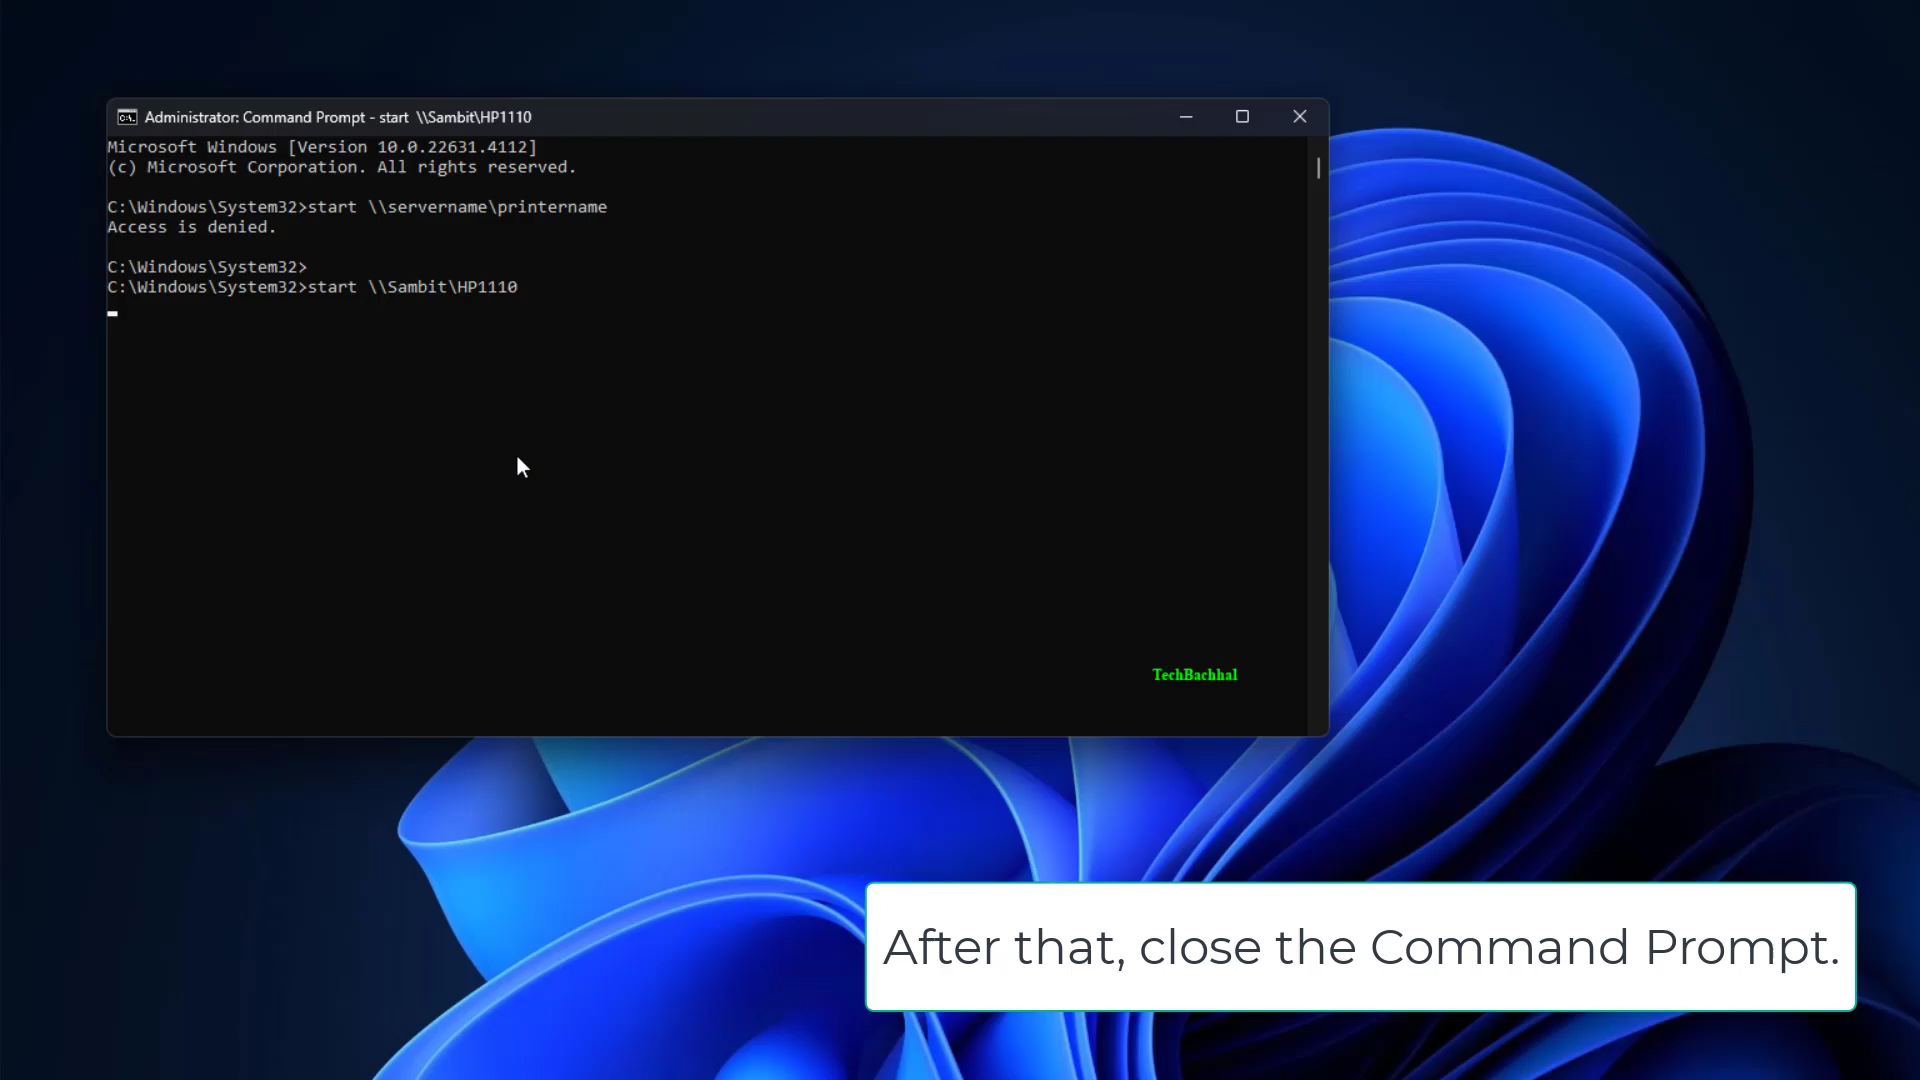 Administrator: Command Prompt - start \\Sambit\HP1110
Microsoft Windows [Version 10.0.22631.4112]
(c) Microsoft Corporation. All rights reserved.
C:\Windows\System32>start \\servername\printername
Access is denied.
C:\Windows\System32>
C:\Windows\System32>start \\Sambit\HP1110
TechBachhal
After that, close the Command Prompt.